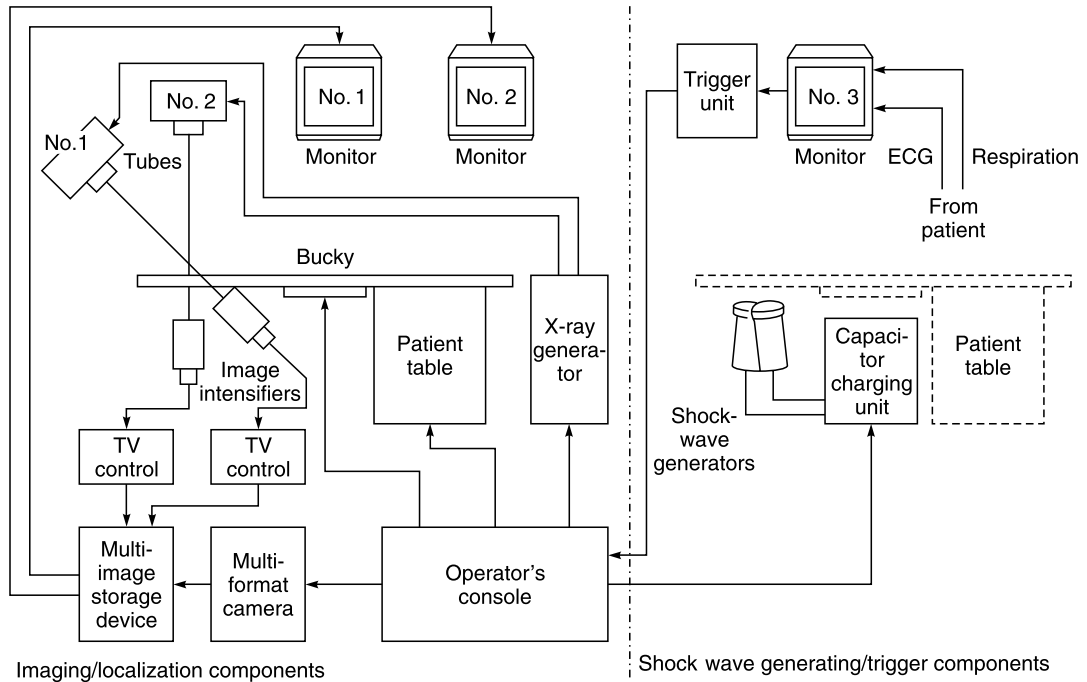 No. 1
No. 2
Tubes
No. 1
Monitor
No. 2
Monitor
Trigger
unit
No. 3
Monitor
ECG
Respiration
From
patient
Bucky
Patient
table
X-ray
genera-
tor
Image
intensifiers
TV
control
TV
control
Multi-
image
storage
device
Multi-
format
camera
Operator's
console
Shock-
wave
generators
Capaci-
tor
charging
unit
Patient
table
Imaging/localization components
Shock wave generating/trigger components